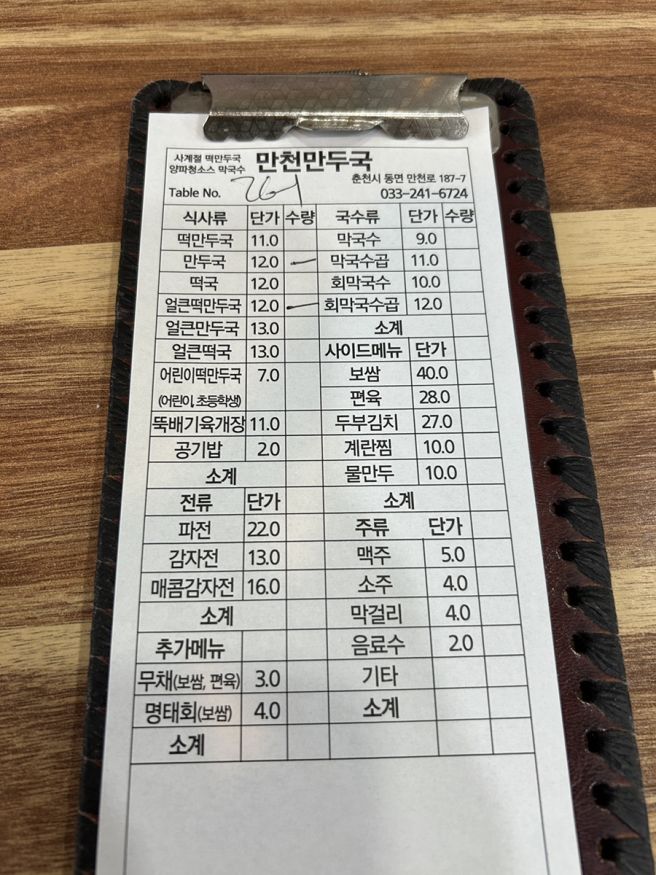 사계절 떡만두국 만천만두국
양파청소스 막국수 춘천시 동면 만천로 187-7
Table No. 033-241-6724
식사류 단가 수량 국수류 단가 수량
떡만두국 11.0 막국수 9.0
만두국 12.0 막국수곱 11.0
떡국 12.0 회막국수 10.0
얼큰떡만두국 12.0 회막국수곱 12.0
얼큰만두국 13.0 소계
얼큰떡국 13.0 사이드메뉴 단가
어린이떡만두국 7.0 보쌈 40.0
(어린이, 초등학생) 편육 28.0
뚝배기육개장 11.0 두부김치 27.0
공기밥 2.0 계란찜 10.0
소계 물만두 10.0
전류 단가 소계
파전 22.0 주류 단가
감자전 13.0 맥주 5.0
매콤감자전 16.0 소주 4.0
소계 막걸리 4.0
추가메뉴 음료수 2.0
무채(보쌈, 편육) 3.0 기타
명태회(보쌈) 4.0 소계
소계